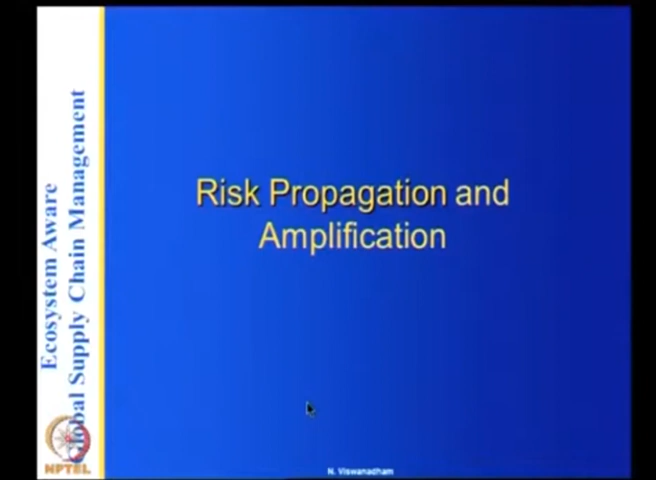 Ecosystem Aware
Global Supply Chain Management
Risk Propagation and
Amplification
NPTEL
N. Viswanadham